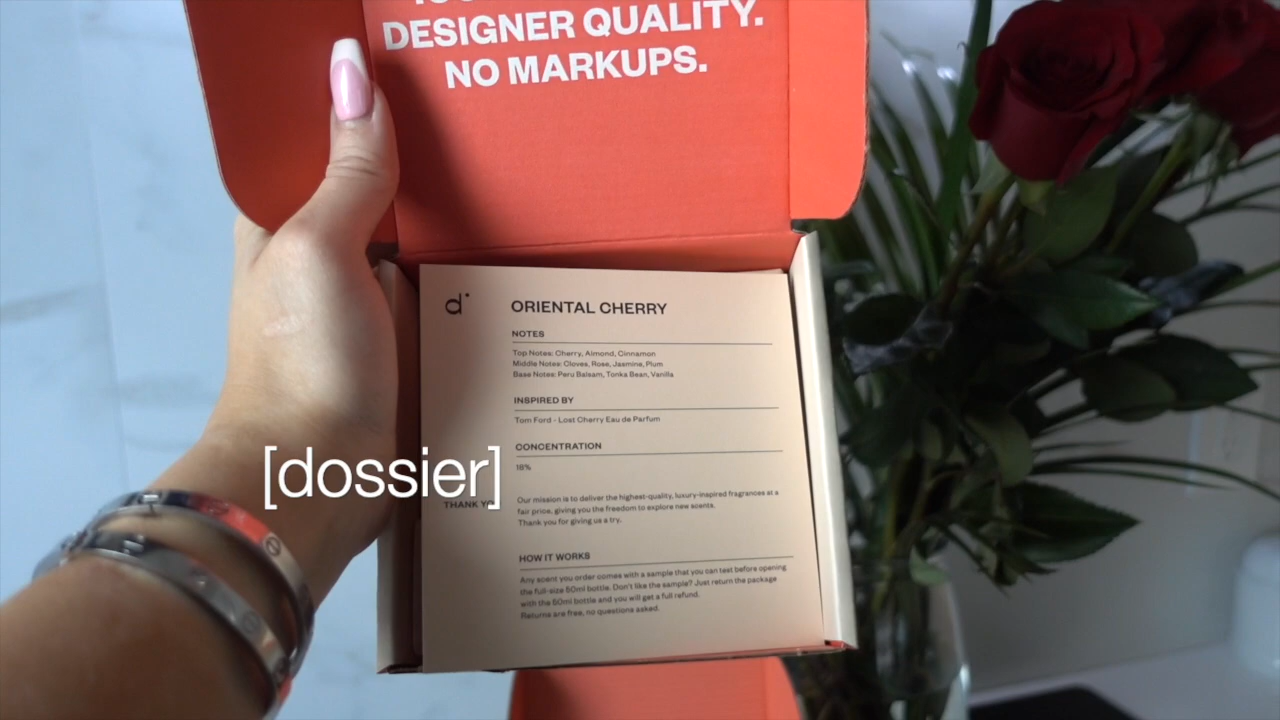 DESIGNER QUALITY.
NO MARKUPS.
d
ORIENTAL CHERRY
NOTES
Top Notes: Cherry, Almond, Cinnamon
Middle Notes: Cloves, Rose, Jasmine, Plum
Base Notes: Peru Balsam, Tonka Bean, Vanilla
INSPIRED BY
Tom Ford - Lost Cherry Eau de Parfum
CONCENTRATION
18%
[dossier]
THANK
Our mission is to deliver the highest-quality, luxury-inspired fragrances at a
fair price, giving you the freedom to explore new scents.
Thank you for giving us a try.
HOW IT WORKS
Any scent you order comes with a sample that you can test before opening
the full-size 50ml bottle. Don't like the sample? Just return the package
with the 50ml bottle and you will get a full refund.
Returns are free, no questions asked.